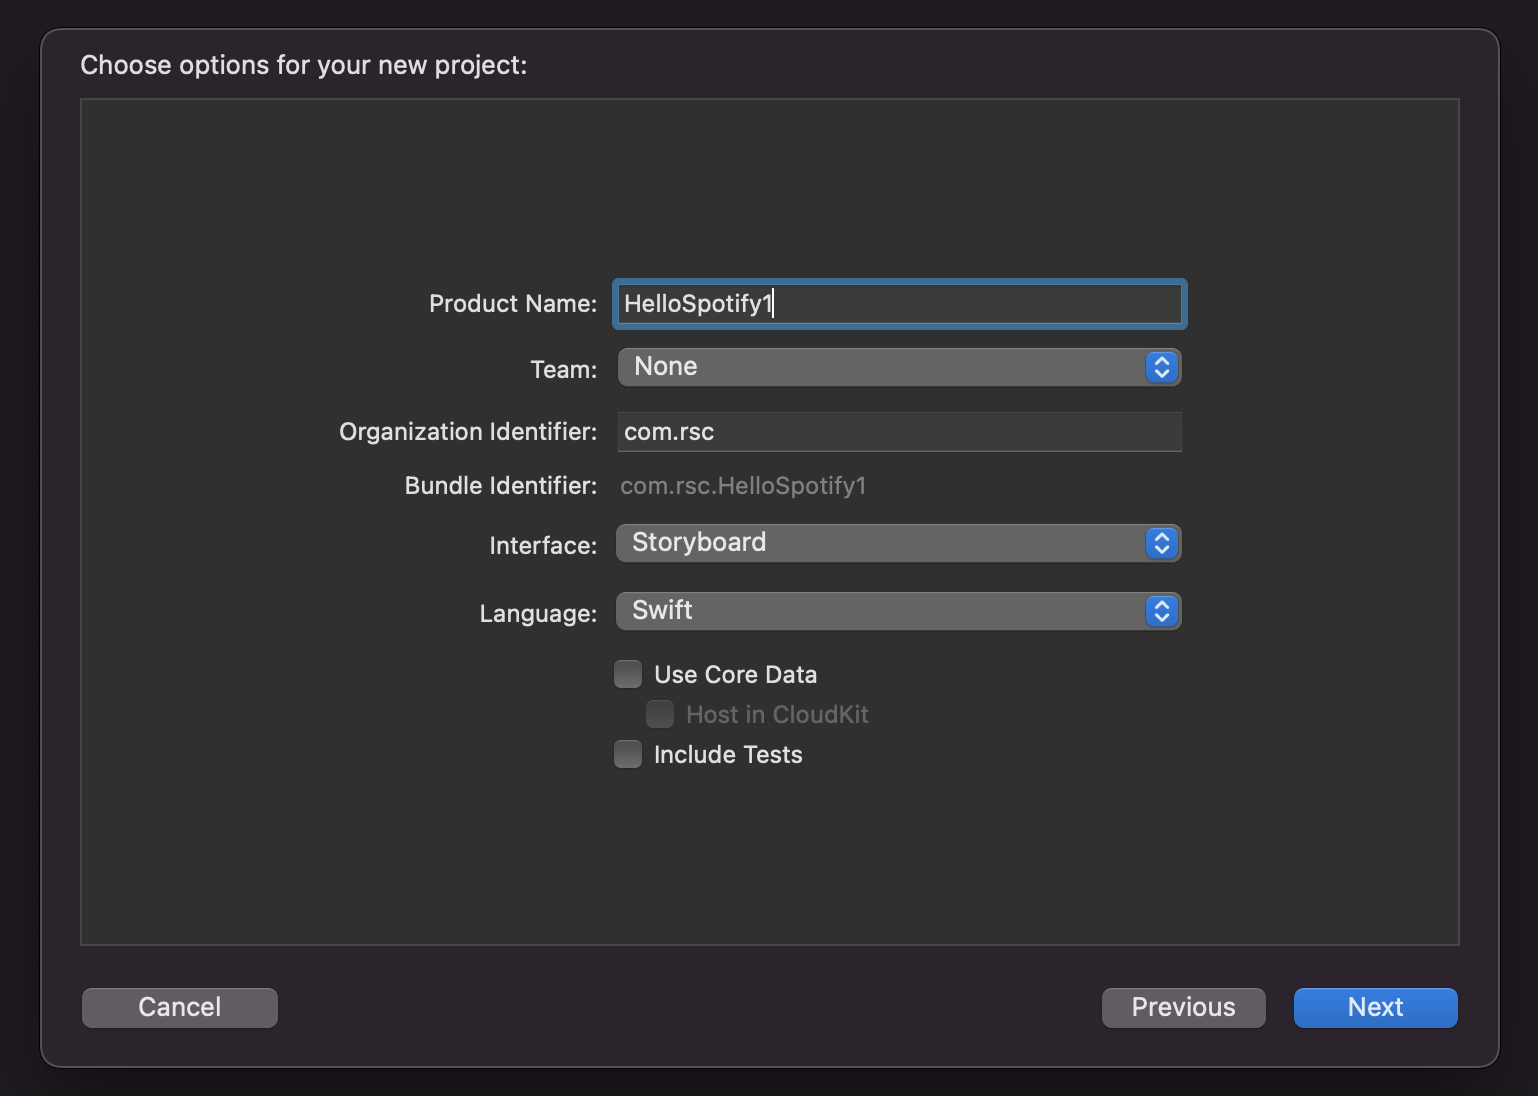 Choose options for your new project:
Product Name: HelloSpotify1
Team: None
Organization Identifier: com.rsc
Bundle Identifier: com.rsc.HelloSpotify1
Interface: Storyboard
Language: Swift
Use Core Data
Host in CloudKit
Include Tests
Cancel Previous Next